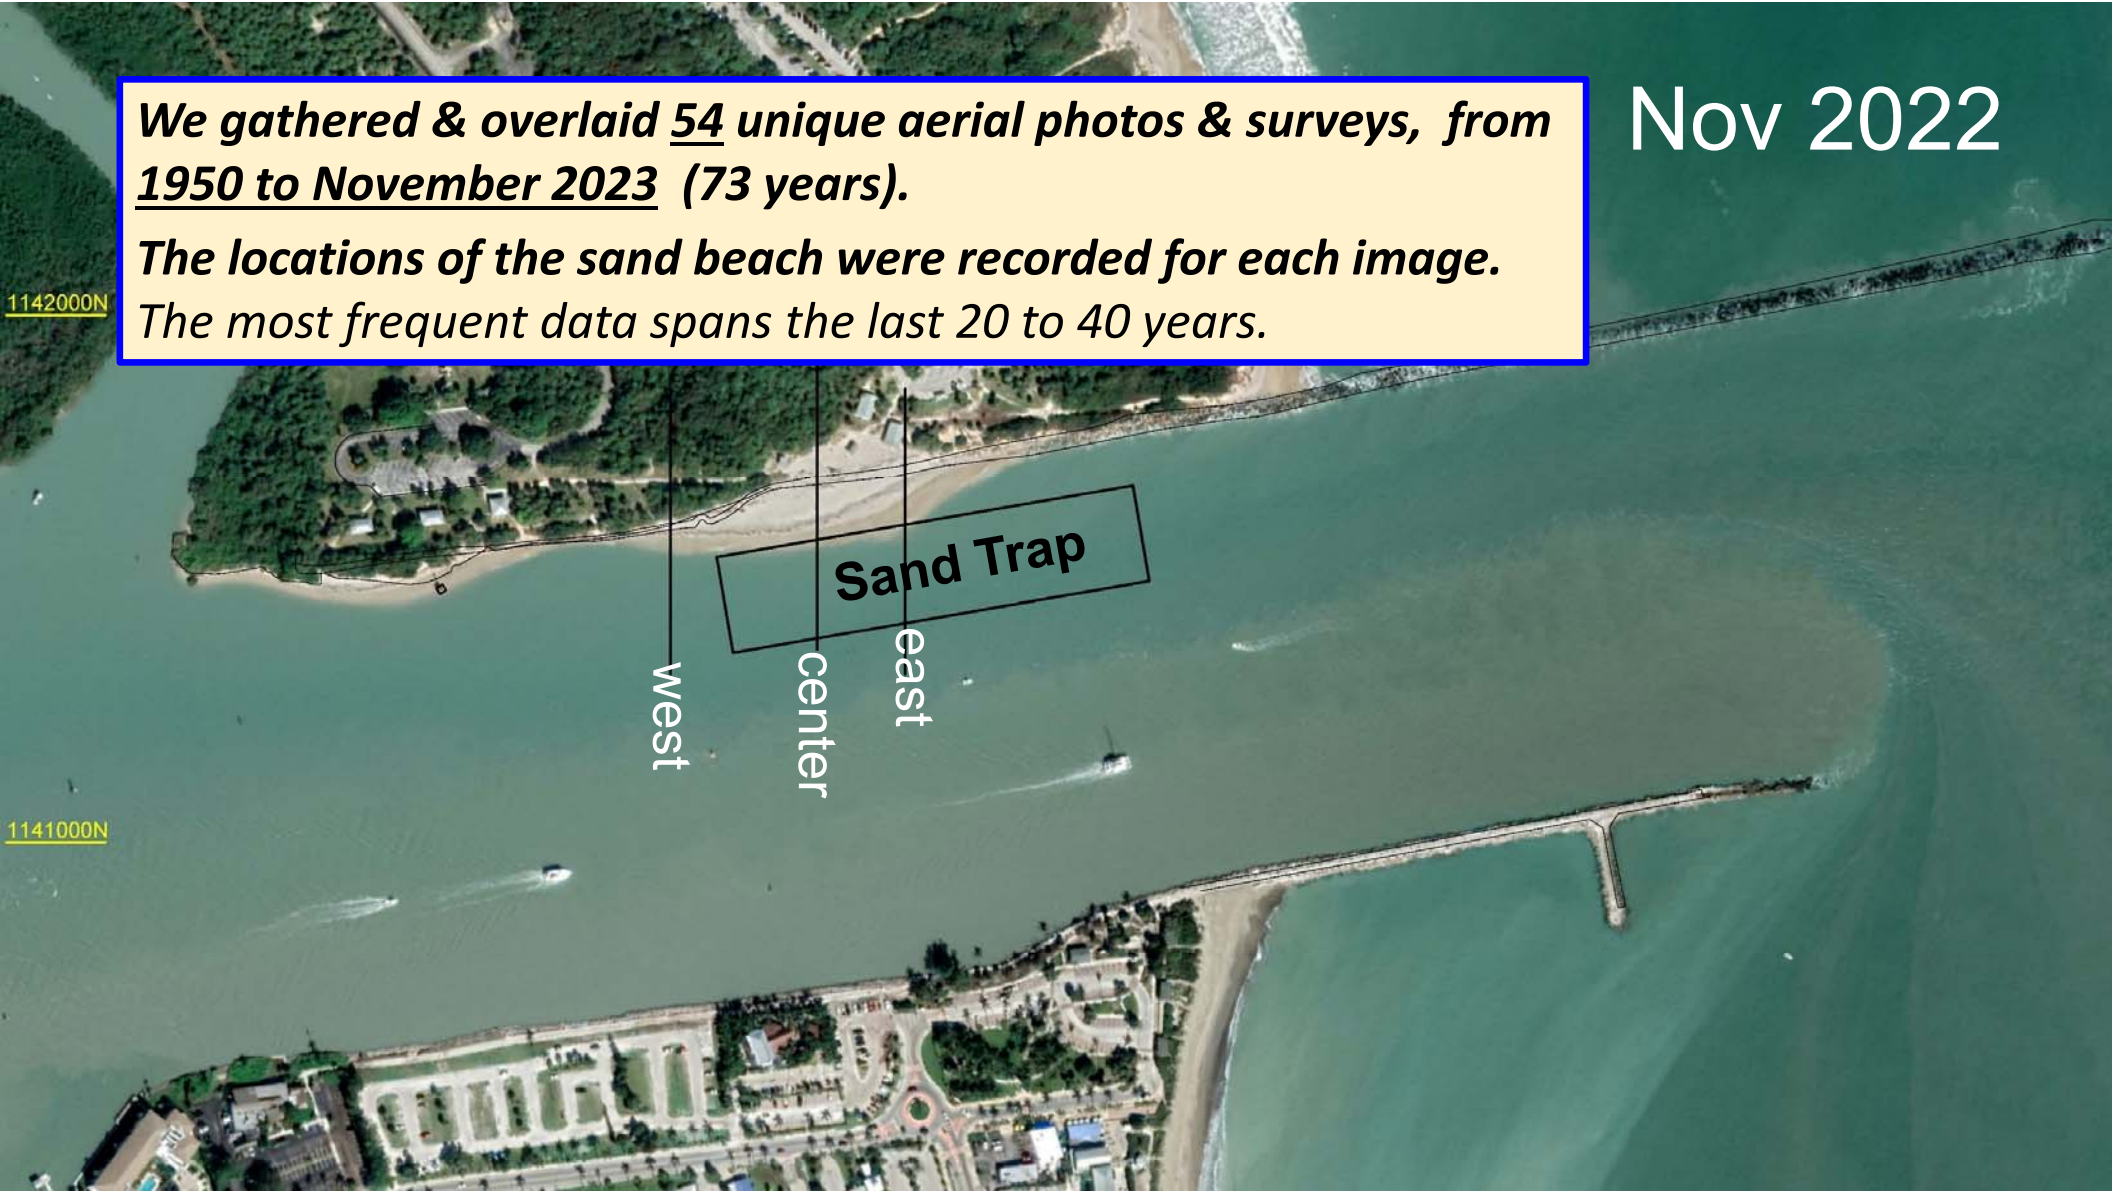 We gathered & overlaid 54 unique aerial photos & surveys,  from
1950 to November 2023  (73 years).
The locations of the sand beach were recorded for each image.
The most frequent data spans the last 20 to 40 years.
Nov 2022
1142000N
Sand Trap
east
center
west
1141000N